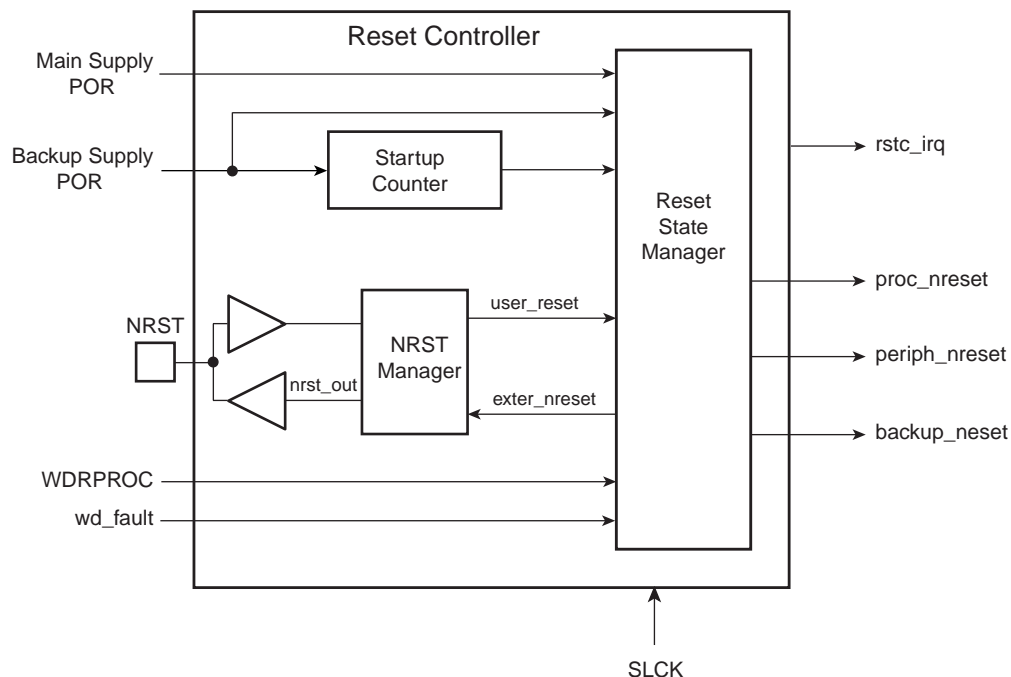 Reset Controller
Main Supply
POR
Backup Supply
POR
Startup
Counter
rstc_irq
Reset
State
Manager
proc_nreset
user_reset
NRST
NRST
Manager
nrst_out
periph_nreset
exter_nreset
backup_neset
WDRPROC
wd_fault
SLCK